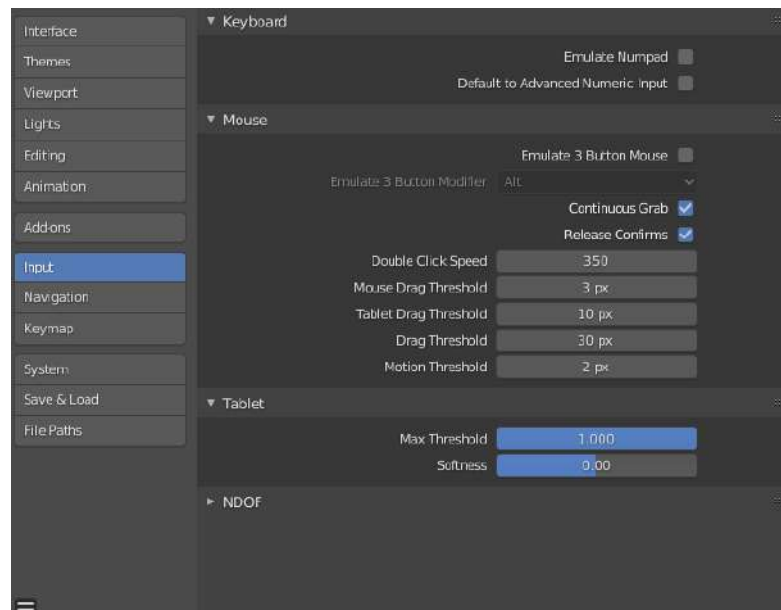 Interface
Themes
Viewport
Lights
Editing
Animation
Add-ons
Input
Navigation
Keymap
System
Save & Load
File Paths
Keyboard
Emulate Numpad
Default to Advanced Numeric Input
Mouse
Emulate 3 Button Mouse
Emulate 3 Button Modifier Alt
Continuous Grab
Release Confirms
Double Click Speed 350
Mouse Drag Threshold 3 px
Tablet Drag Threshold 10 px
Drag Threshold 30 px
Motion Threshold 2 px
Tablet
Max Threshold 1.000
Softness 0.00
NDOF